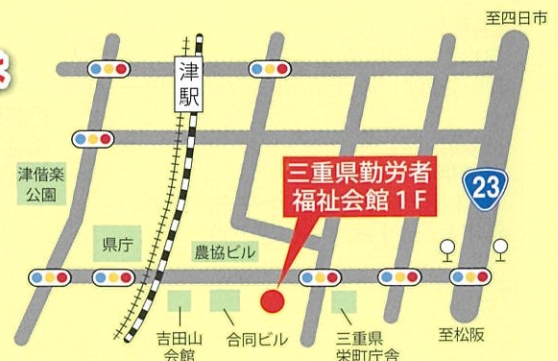 至四日市
津駅
津偕楽
公園
三重県勤労者
福祉会館1F
23
県庁
農協ビル
吉田山
会館
合同ビル
三重県
栄町庁舎
至松阪